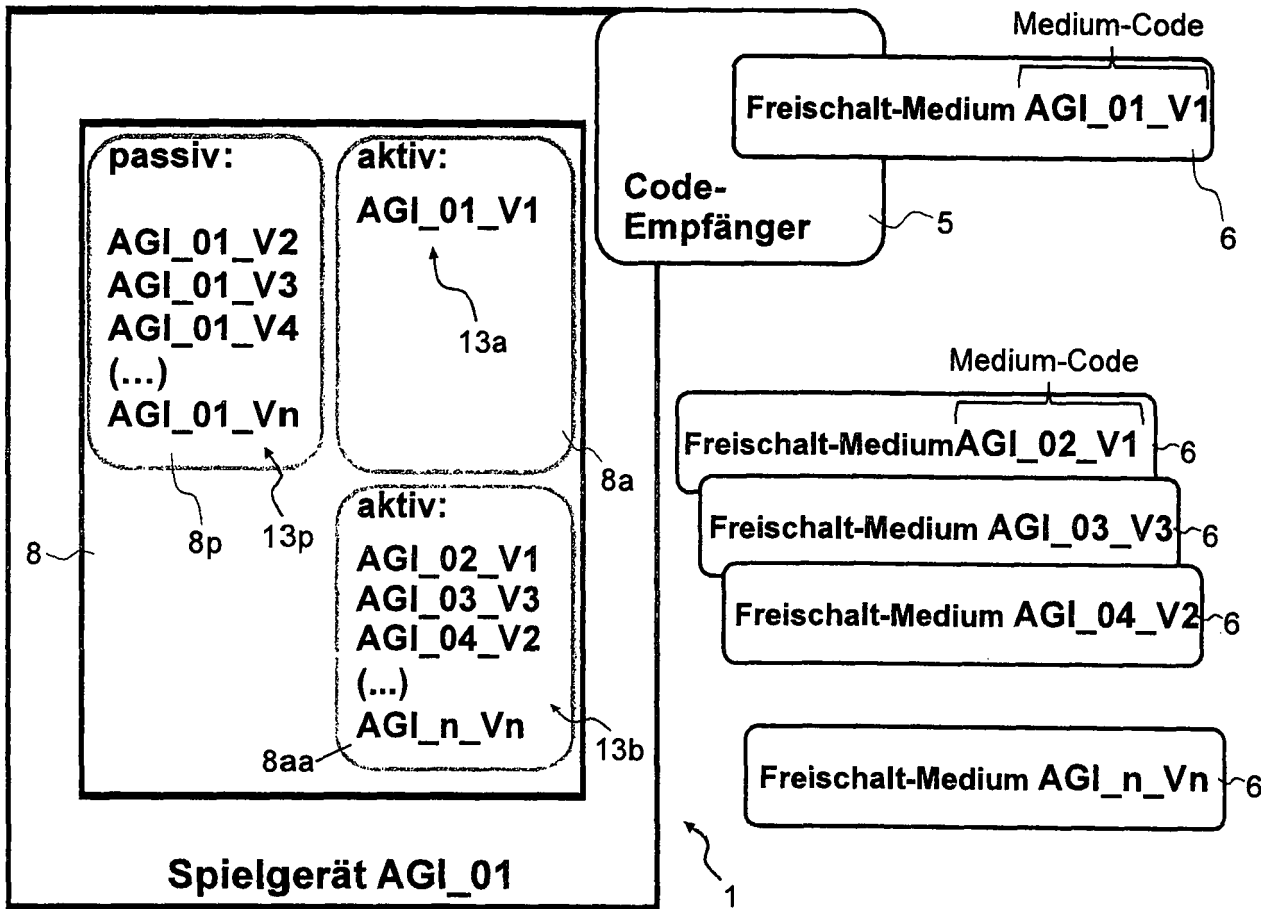 Medium-Code
Freischalt-Medium AGI_01_V1
6
Code-
Empfänger
5
passiv:
AGI_01_V2
AGI_01_V3
AGI_01_V4
(...)
AGI_01_Vn
8p
13p
8
aktiv:
AGI_01_V1
13a
8a
aktiv:
AGI_02_V1
AGI_03_V3
AGI_04_V2
(...)
AGI_n_Vn
8aa
13b
Medium-Code
Freischalt-Medium AGI_02_V1
6
Freischalt-Medium AGI_03_V3
6
Freischalt-Medium AGI_04_V2
6
Freischalt-Medium AGI_n_Vn
6
Spielgerät AGI_01
1